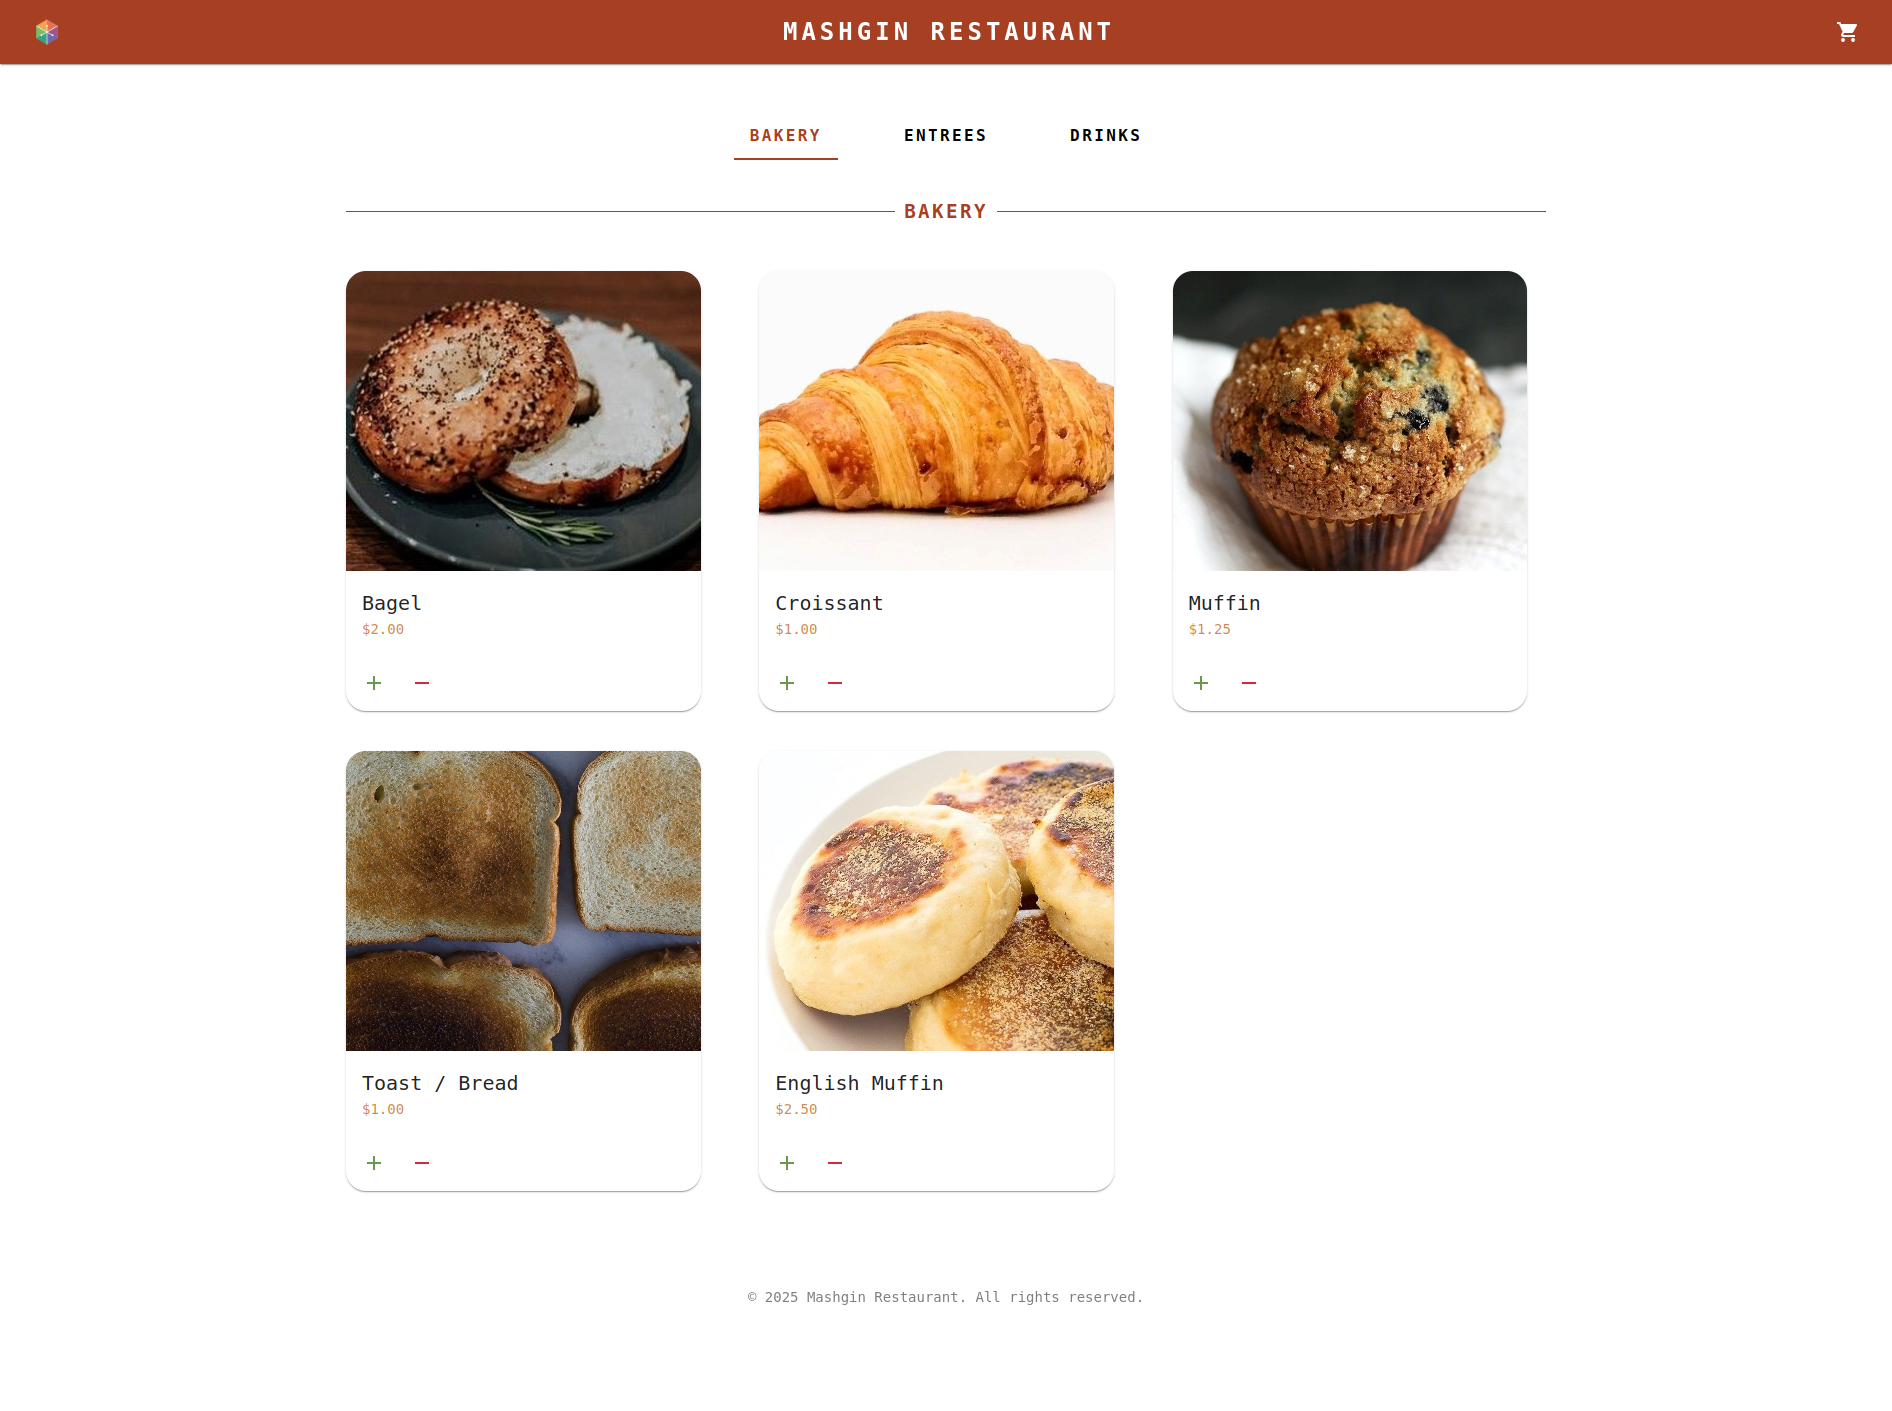 MASHGIN RESTAURANT
BAKERY
ENTREES
DRINKS
BAKERY
Bagel
$2.00
Croissant
$1.00
Muffin
$1.25
Toast / Bread
$1.00
English Muffin
$2.50
© 2025 Mashgin Restaurant. All rights reserved.